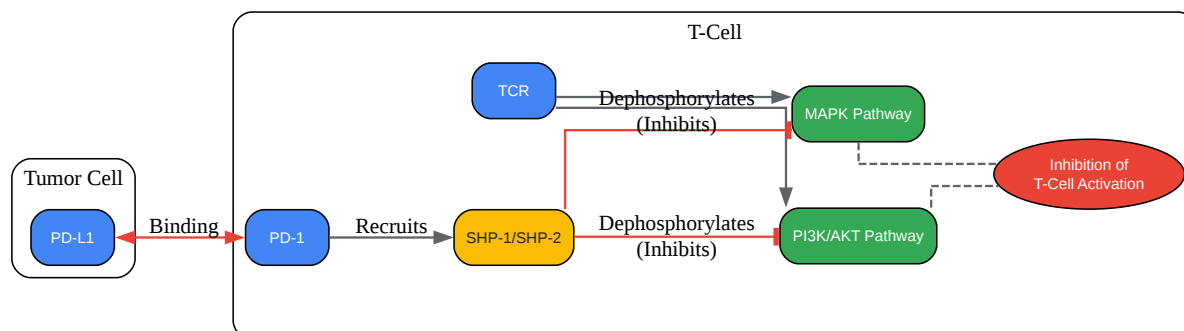 T-Cell
TCR
Dephosphorylates
(Inhibits)
MAPK Pathway
Inhibition of
T-Cell Activation
Tumor Cell
PD-L1
Binding
PD-1
Recruits
SHP-1/SHP-2
Dephosphorylates
(Inhibits)
PI3K/AKT Pathway